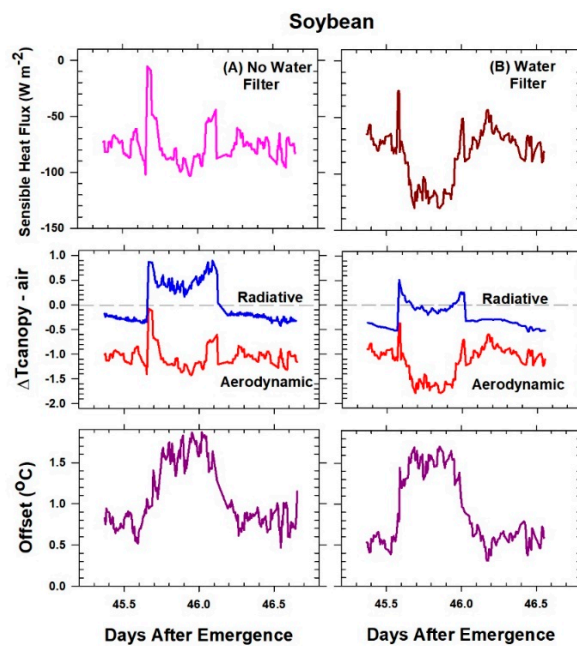 Soybean
(A) No Water
Filter
(B) Water
Filter
Sensible Heat Flux (W m-2)
0
-50
-100
-150
ΔTcanopy - air
1.0
0.5
0.0
-0.5
-1.0
-1.5
-2.0
Radiative
Aerodynamic
Radiative
Aerodynamic
Offset (oC)
1.5
1.0
0.5
0.0
45.5 46.0 46.5
45.5 46.0 46.5
Days After Emergence
Days After Emergence